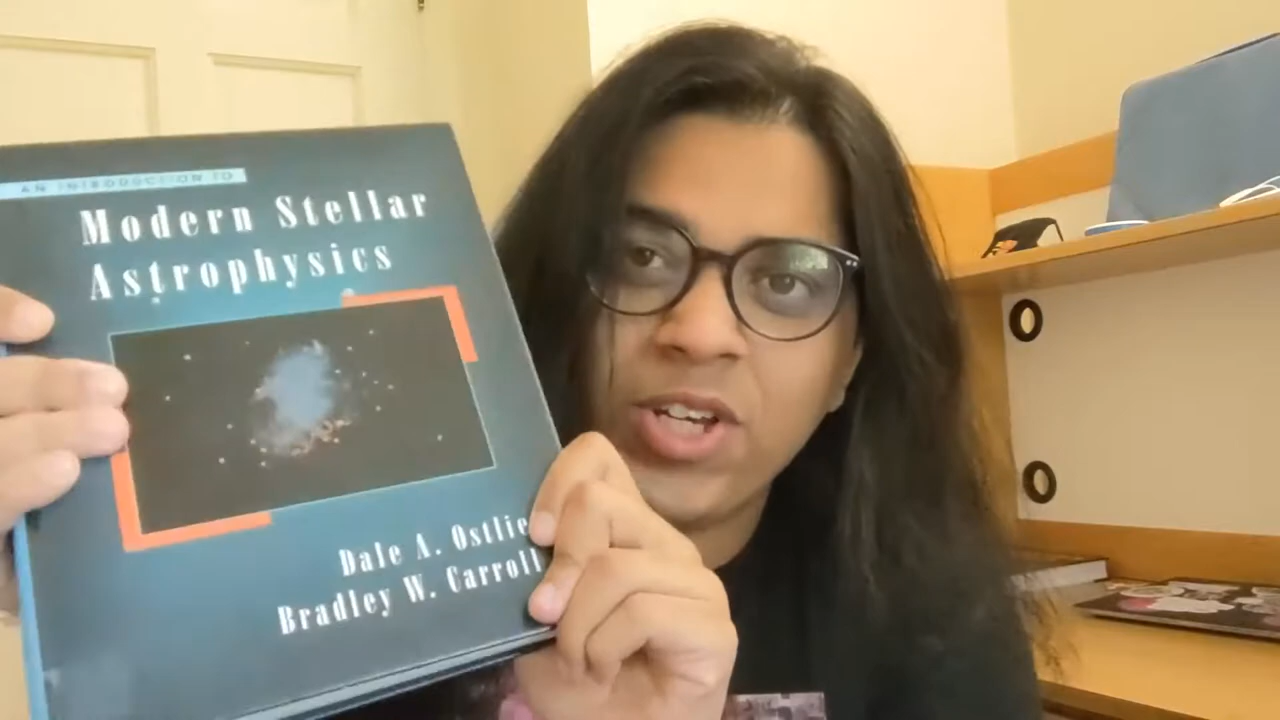 AN INTRODUCTION TO
Modern Stellar
Astrophysics
Dale A. Ostlie
Bradley W. Carroll